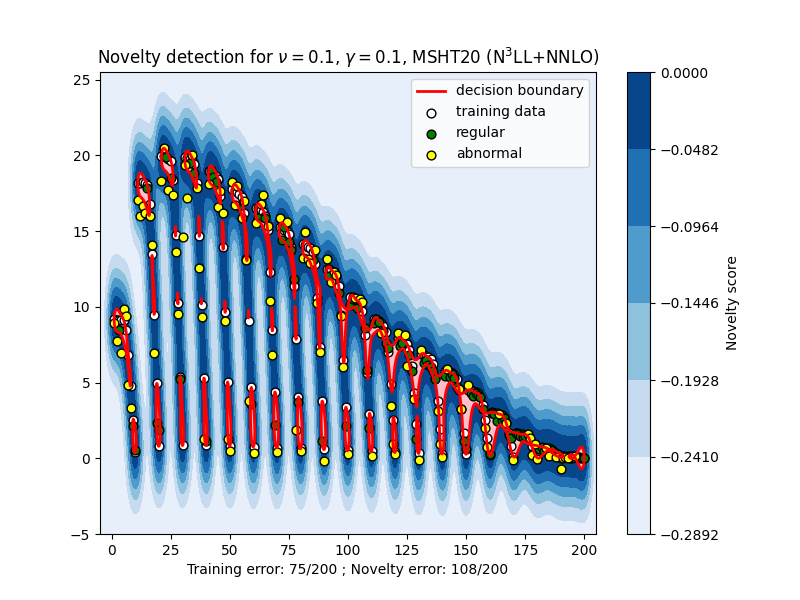 Novelty detection for ν = 0.1, γ = 0.1, MSHT20 (N³LL+NNLO)
decision boundary
training data
regular
abnormal
25
20
15
10
5
0
−5
0 25 50 75 100 125 150 175 200
Training error: 75/200 ; Novelty error: 108/200
0.0000
−0.0482
−0.0964
−0.1446
−0.1928
−0.2410
−0.2892
Novelty score